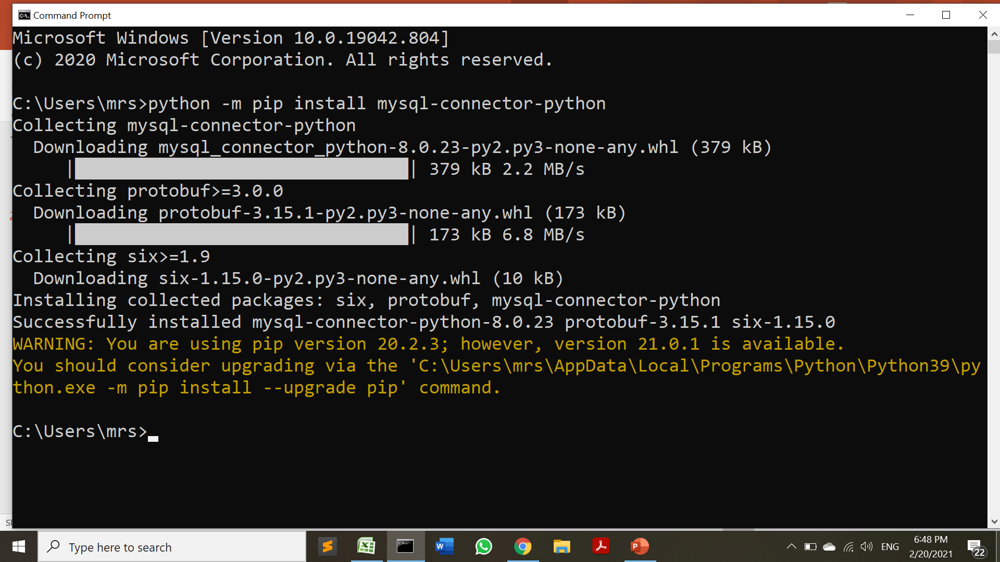 Command Prompt
Microsoft Windows [Version 10.0.19042.804]
(c) 2020 Microsoft Corporation. All rights reserved.
C:\Users\mrs>python -m pip install mysql-connector-python
Collecting mysql-connector-python
  Downloading mysql_connector_python-8.0.23-py2.py3-none-any.whl (379 kB)
| | 379 kB 2.2 MB/s
Collecting protobuf>=3.0.0
  Downloading protobuf-3.15.1-py2.py3-none-any.whl (173 kB)
| | 173 kB 6.8 MB/s
Collecting six>=1.9
  Downloading six-1.15.0-py2.py3-none-any.whl (10 kB)
Installing collected packages: six, protobuf, mysql-connector-python
Successfully installed mysql-connector-python-8.0.23 protobuf-3.15.1 six-1.15.0
WARNING: You are using pip version 20.2.3; however, version 21.0.1 is available.
You should consider upgrading via the 'C:\Users\mrs\AppData\Local\Programs\Python\Python39\py
thon.exe -m pip install --upgrade pip' command.
C:\Users\mrs>
Type here to search
ENG
6:48 PM
2/20/2021
22